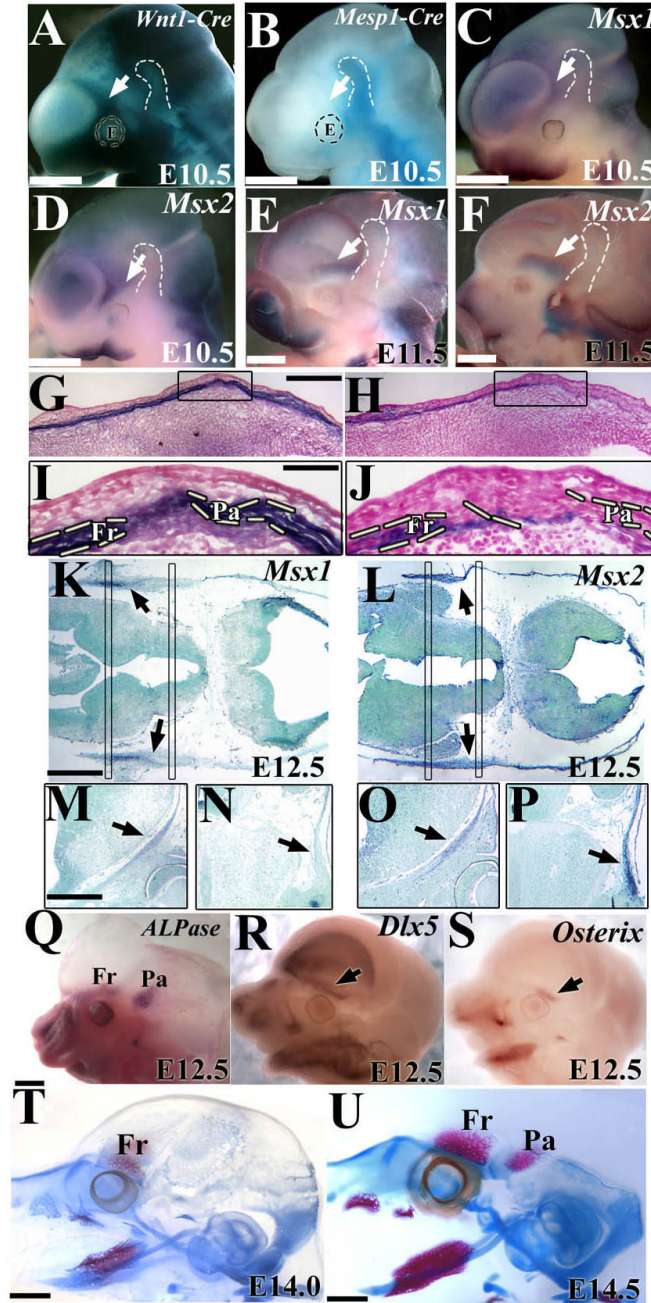 A Wnt1-Cre E E10.5
B Mesp1-Cre E E10.5
C Msx1 E10.5
D Msx2 E10.5
E Msx1 E11.5
F Msx2 E11.5
G
H
I Fr Pa
J Fr Pa
K Msx1 E12.5
L Msx2 E12.5
M
N
O
P
Q ALPase Fr Pa E12.5
R Dlx5 E12.5
S Osterix E12.5
T Fr E14.0
U Fr Pa E14.5